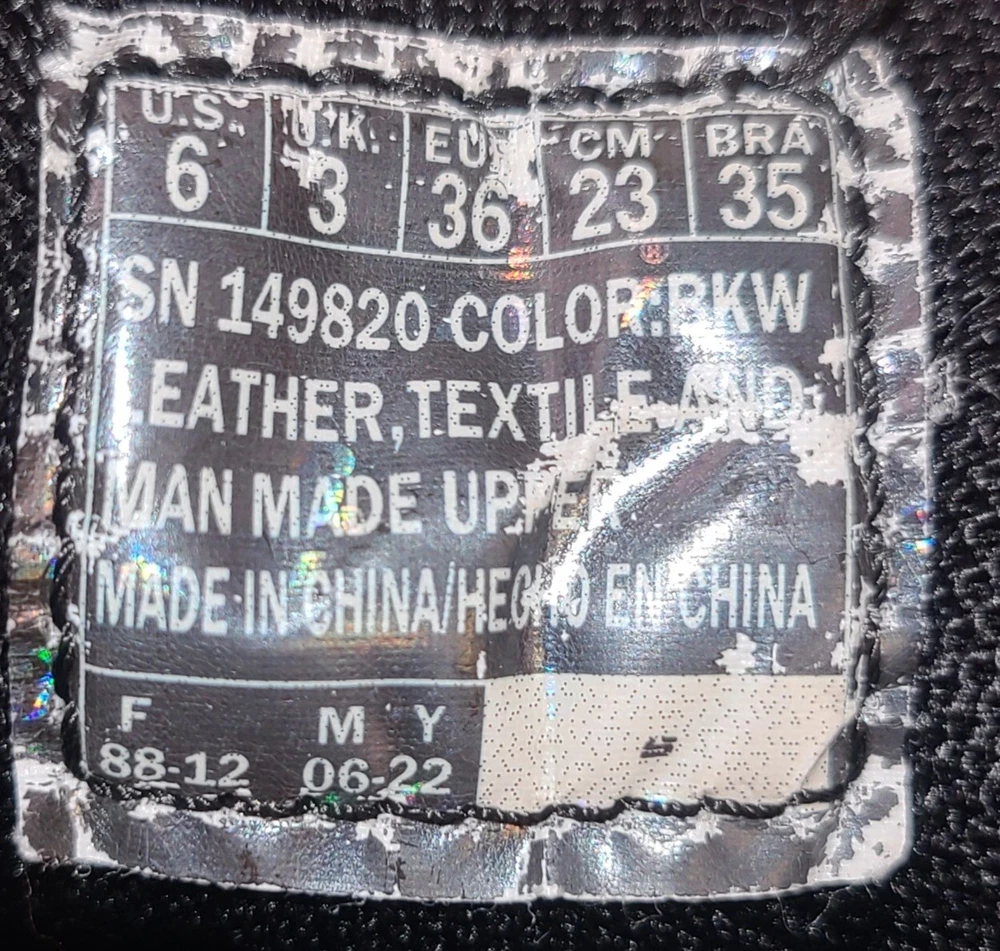 U.S. U.K. EU CM BRA
6 3 36 23 35
SN 149820 COLOR:BKW
LEATHER,TEXTILE AND
MAN MADE UPPER
MADE IN CHINA/HECHO EN CHINA
F M Y
88-12 06-22